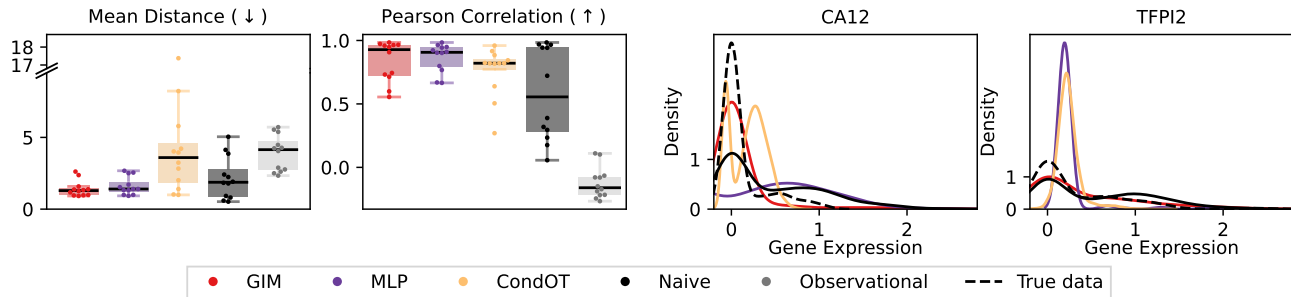 Mean Distance ( ↓ )
18
17
5
0
Pearson Correlation ( ↑ )
1.0
0.5
0.0
CA12
Density
1
0
0 1 2
Gene Expression
TFPI2
Density
1
0
0 1 2
Gene Expression
GIM MLP CondOT Naive Observational True data